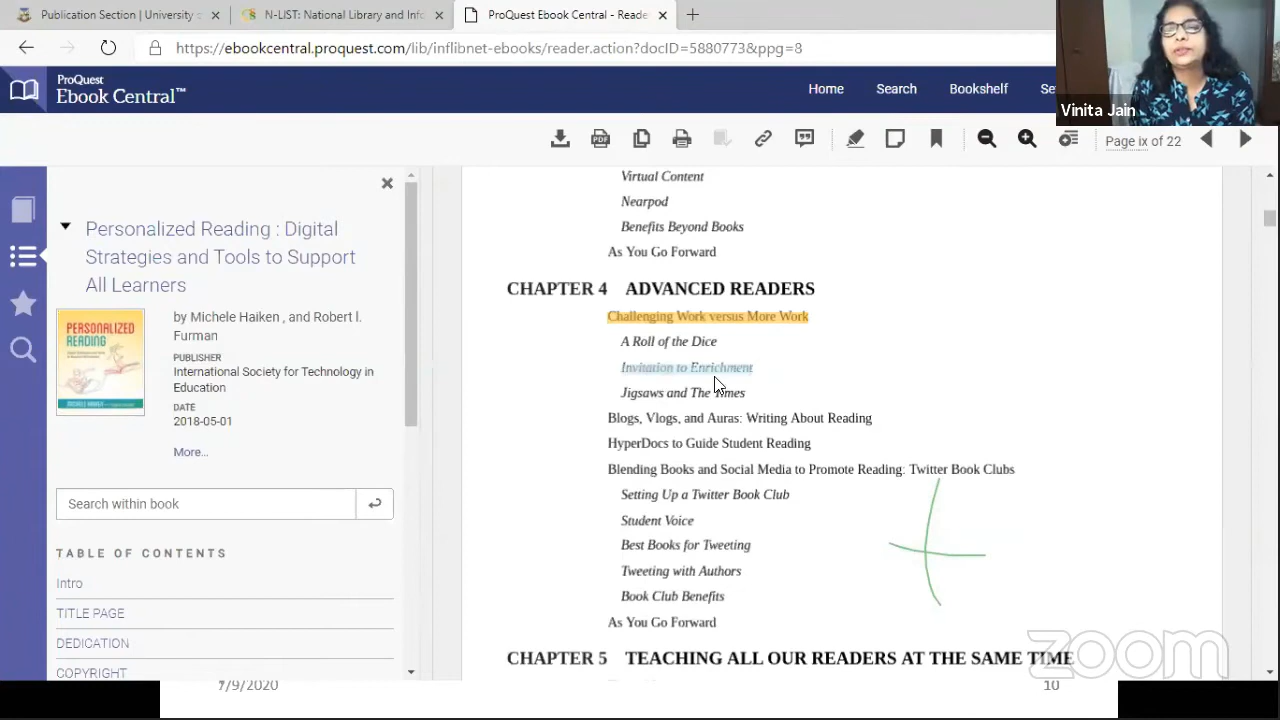 Publication Section | University
N-LIST: National Library and Info
ProQuest Ebook Central - Reade
https://ebookcentral.proquest.com/lib/inflibnet-ebooks/reader.action?docID=5880773&ppg=8
ProQuest
Ebook Central™
Home
Search
Bookshelf
Se
Vinita Jain
Page ix of 22
Personalized Reading : Digital
Strategies and Tools to Support
All Learners
PERSONALIZED
READING
by Michele Haiken , and Robert l.
Furman
PUBLISHER
International Society for Technology in
Education
DATE
2018-05-01
More...
Search within book
TABLE OF CONTENTS
Intro
TITLE PAGE
DEDICATION
COPYRIGHT
Virtual Content
Nearpod
Benefits Beyond Books
As You Go Forward
CHAPTER 4 ADVANCED READERS
Challenging Work versus More Work
A Roll of the Dice
Invitation to Enrichment
Jigsaws and The Times
Blogs, Vlogs, and Auras: Writing About Reading
HyperDocs to Guide Student Reading
Blending Books and Social Media to Promote Reading: Twitter Book Clubs
Setting Up a Twitter Book Club
Student Voice
Best Books for Tweeting
Tweeting with Authors
Book Club Benefits
As You Go Forward
CHAPTER 5 TEACHING ALL OUR READERS AT THE SAME TIME
zoom
7/9/2020
10